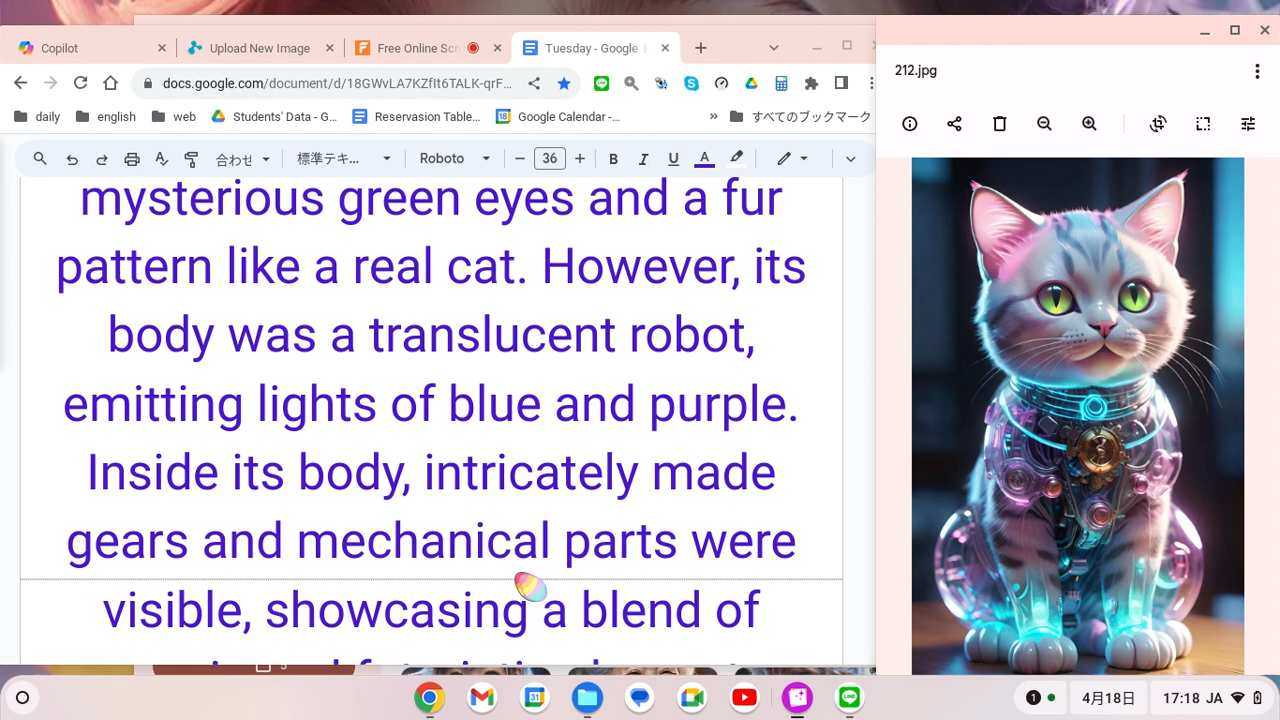 Copilot
Upload New Image
Free Online Scr
Tuesday - Google
docs.google.com/document/d/18GWvLA7KZfIt6TALK-qrF...
daily
english
web
Students' Data - G...
Reservasion Table...
Google Calendar -...
»
すべてのブックマーク
合わせ
標準テキ...
Roboto
36
B
I
U
A
mysterious green eyes and a fur
pattern like a real cat. However, its
body was a translucent robot,
emitting lights of blue and purple.
Inside its body, intricately made
gears and mechanical parts were
visible, showcasing a blend of
212.jpg
1
4月18日
17:18 JA